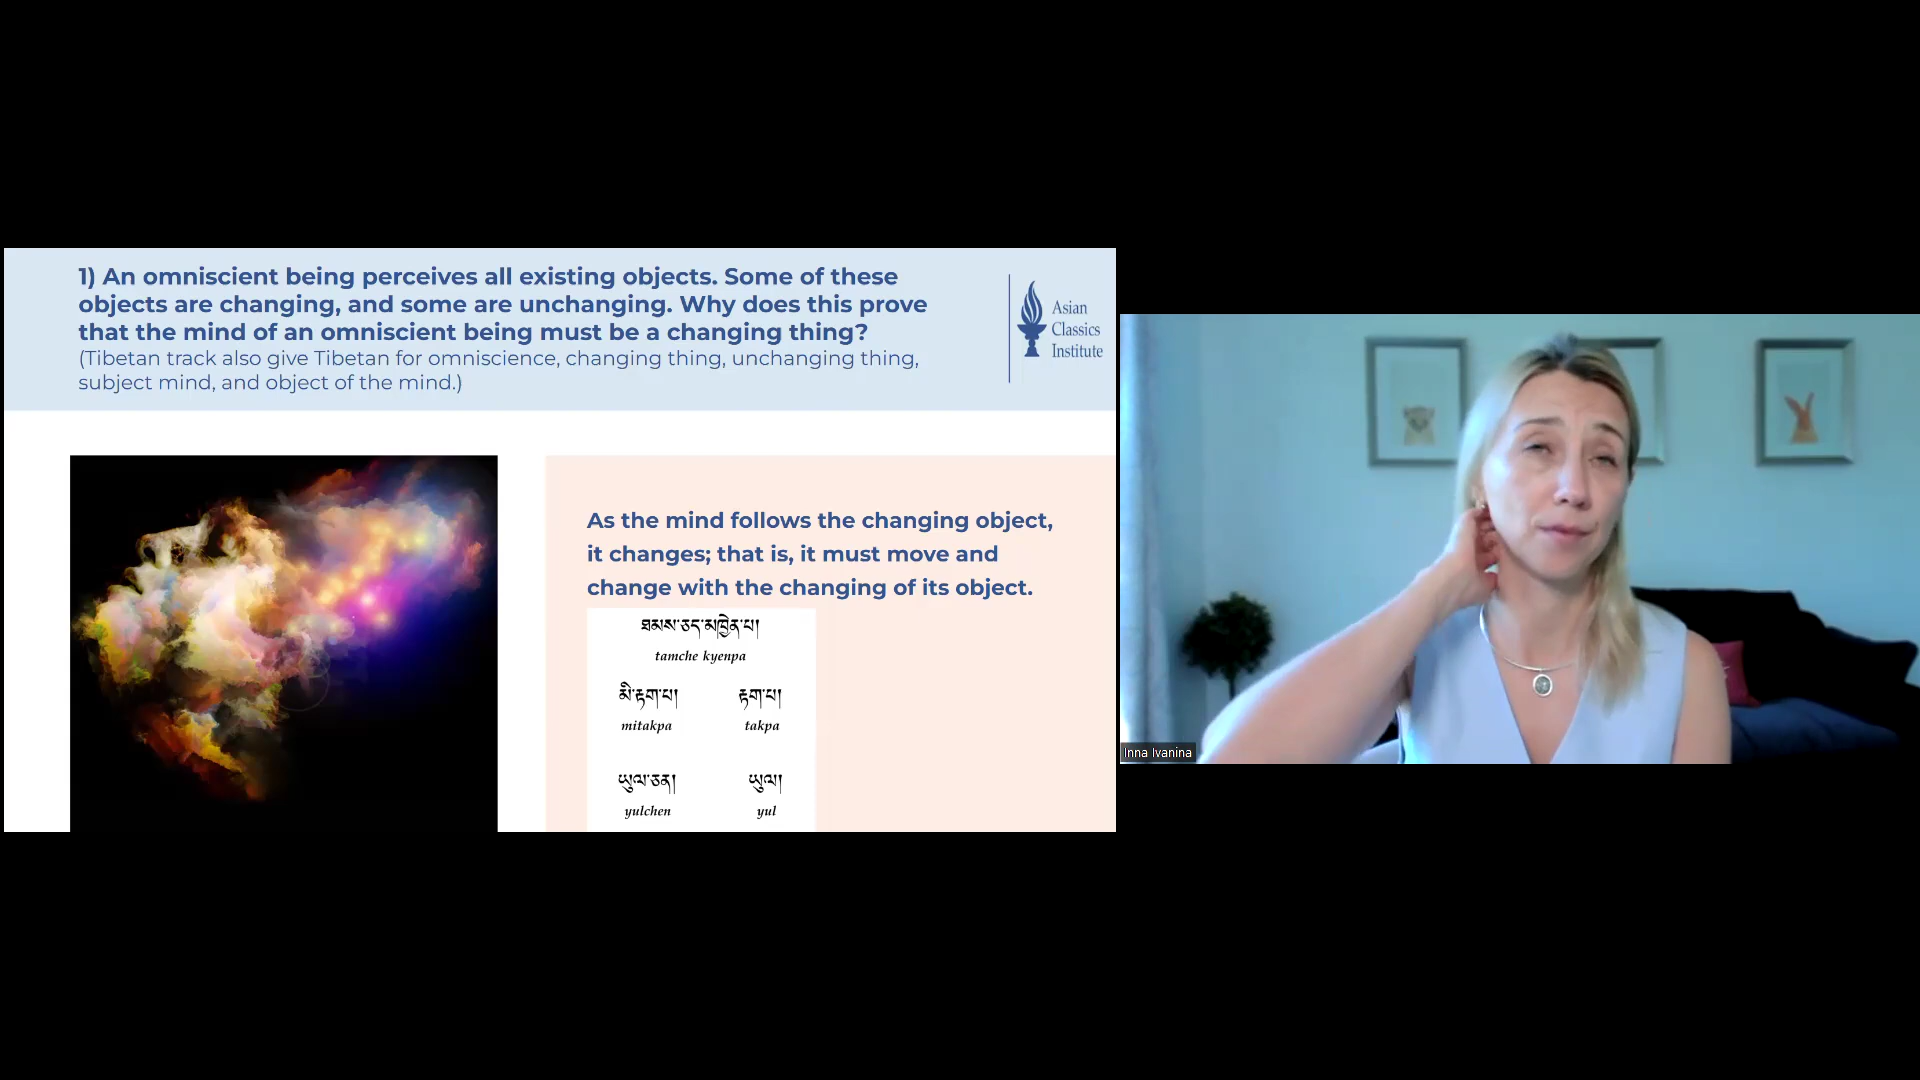 1) An omniscient being perceives all existing objects. Some of these
objects are changing, and some are unchanging. Why does this prove
that the mind of an omniscient being must be a changing thing?
(Tibetan track also give Tibetan for omniscience, changing thing, unchanging thing,
subject mind, and object of the mind.)
Asian
Classics
Institute
As the mind follows the changing object,
it changes; that is, it must move and
change with the changing of its object.
ཐམས་ཅད་མཁྱེན་པ།
tamche kyenpa
མི་རྟག་པ། རྟག་པ།
mitakpa takpa
ཡུལ་ཅན། ཡུལ།
yulchen yul
Inna Ivanina